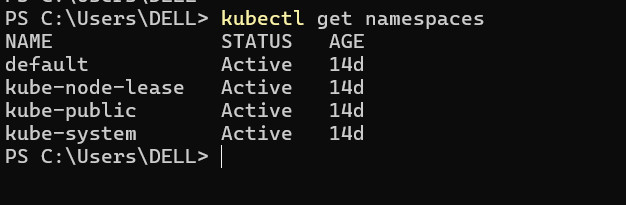 PS C:\Users\DELL> kubectl get namespaces
NAME              STATUS   AGE
default           Active   14d
kube-node-lease   Active   14d
kube-public       Active   14d
kube-system       Active   14d
PS C:\Users\DELL>